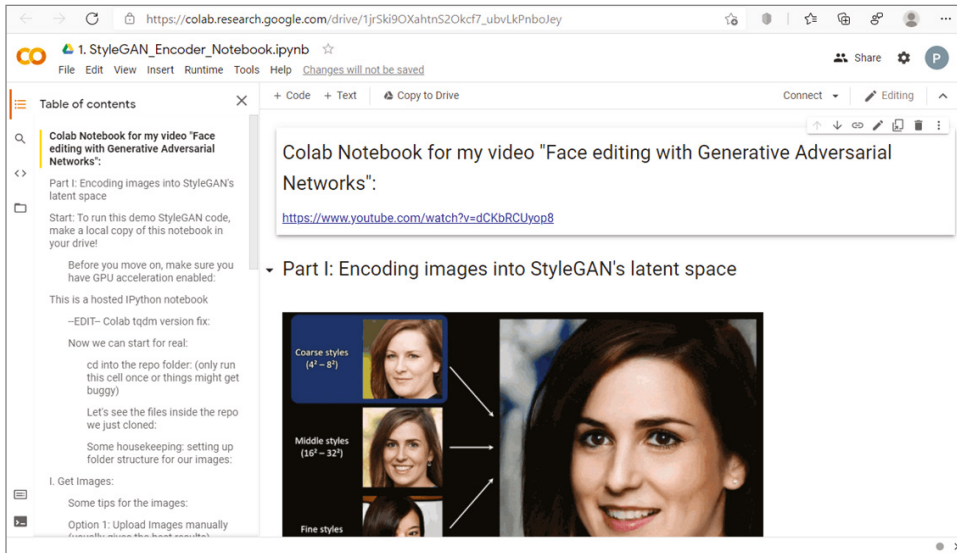 https://colab.research.google.com/drive/1jrSki9OXahtnS2Okcf7_ubvLkPnboJey
CO
1. StyleGAN_Encoder_Notebook.ipynb
File Edit View Insert Runtime Tools Help Changes will not be saved
Share
P
Table of contents
+ Code + Text Copy to Drive
Connect
Editing
Colab Notebook for my video "Face
editing with Generative Adversarial
Networks":
Part I: Encoding images into StyleGAN's
latent space
Start: To run this demo StyleGAN code,
make a local copy of this notebook in
your drive!
Before you move on, make sure you
have GPU acceleration enabled:
This is a hosted IPython notebook
--EDIT-- Colab tqdm version fix:
Now we can start for real:
cd into the repo folder: (only run
this cell once or things might get
buggy)
Let's see the files inside the repo
we just cloned:
Some housekeeping: setting up
folder structure for our images:
I. Get Images:
Some tips for the images:
Option 1: Upload Images manually
(usually gives the best results)
Colab Notebook for my video "Face editing with Generative Adversarial
Networks":
https://www.youtube.com/watch?v=dCKbRCUyop8
Part I: Encoding images into StyleGAN's latent space
Coarse styles
(4² – 8²)
Middle styles
(16² – 32²)
Fine styles